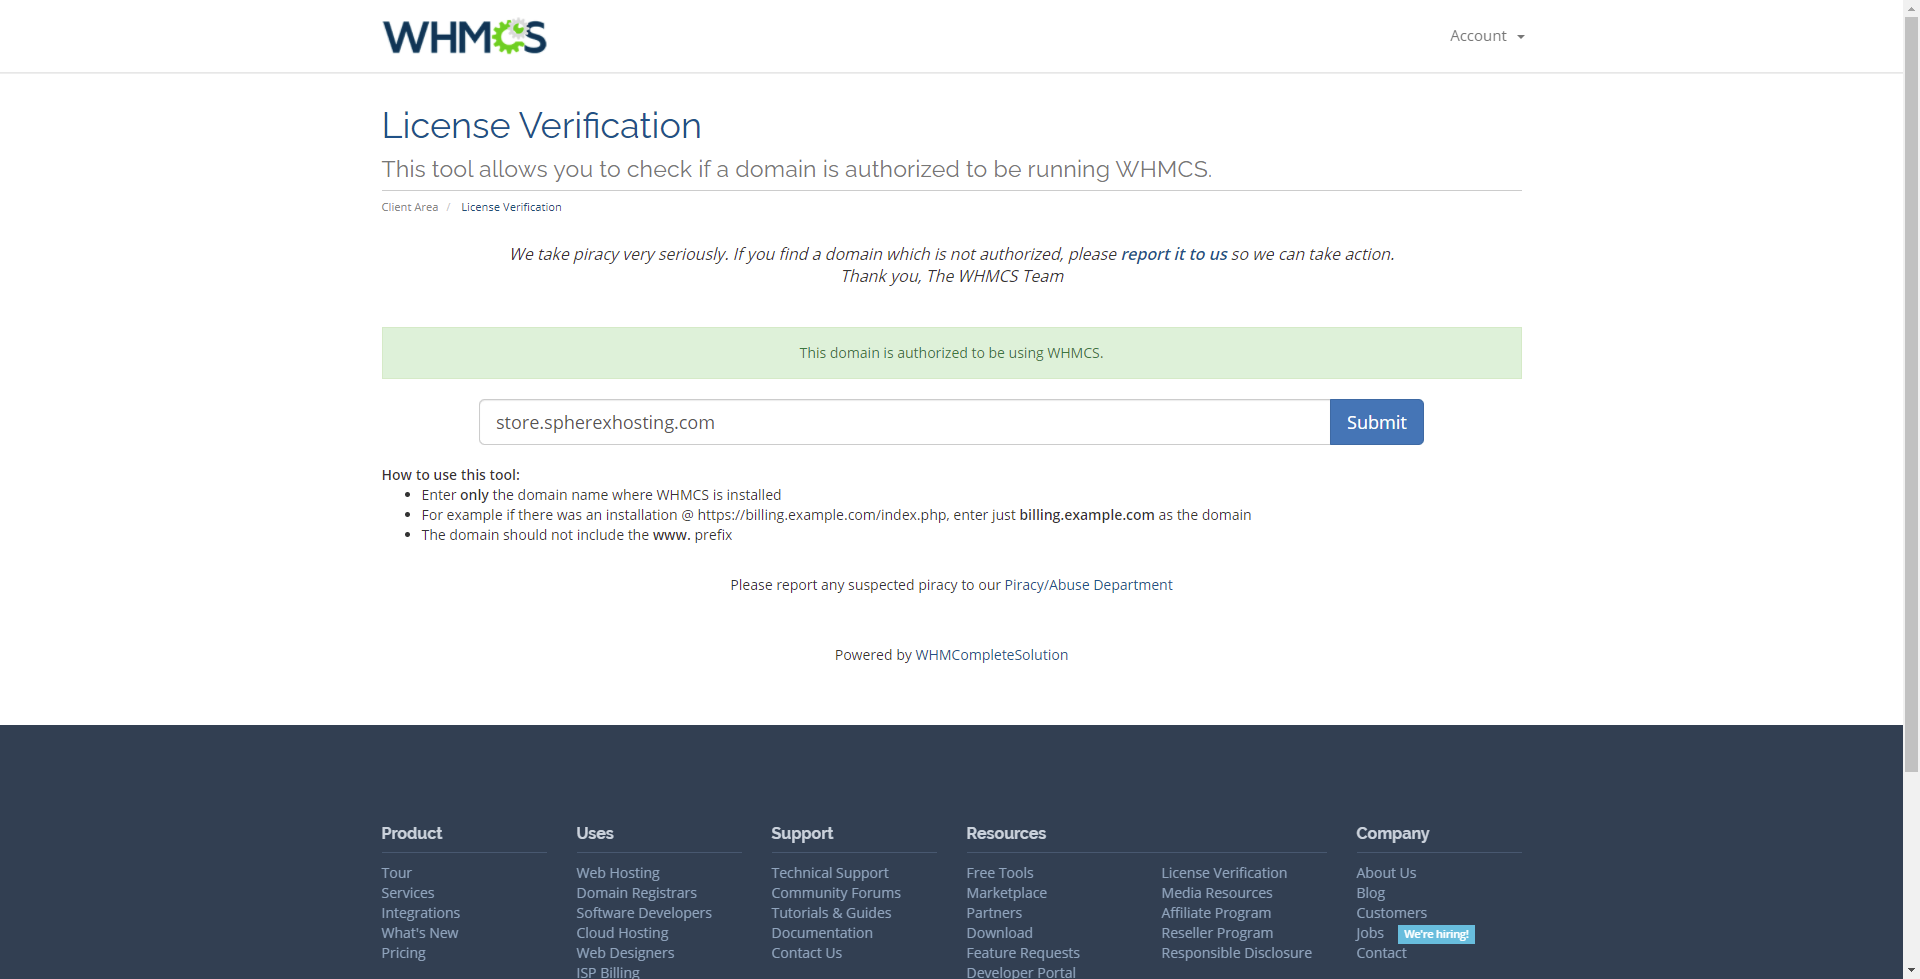 WHMCS
Account
License Verification
This tool allows you to check if a domain is authorized to be running WHMCS.
Client Area / License Verification
We take piracy very seriously. If you find a domain which is not authorized, please report it to us so we can take action.
Thank you, The WHMCS Team
This domain is authorized to be using WHMCS.
store.spherexhosting.com
Submit
How to use this tool:
Enter only the domain name where WHMCS is installed
For example if there was an installation @ https://billing.example.com/index.php, enter just billing.example.com as the domain
The domain should not include the www. prefix
Please report any suspected piracy to our Piracy/Abuse Department
Powered by WHMCompleteSolution
Product
Tour
Services
Integrations
What's New
Pricing
Uses
Web Hosting
Domain Registrars
Software Developers
Cloud Hosting
Web Designers
ISP Billing
Support
Technical Support
Community Forums
Tutorials & Guides
Documentation
Contact Us
Resources
Free Tools
Marketplace
Partners
Download
Feature Requests
Developer Portal
License Verification
Media Resources
Affiliate Program
Reseller Program
Responsible Disclosure
Company
About Us
Blog
Customers
Jobs We're hiring!
Contact